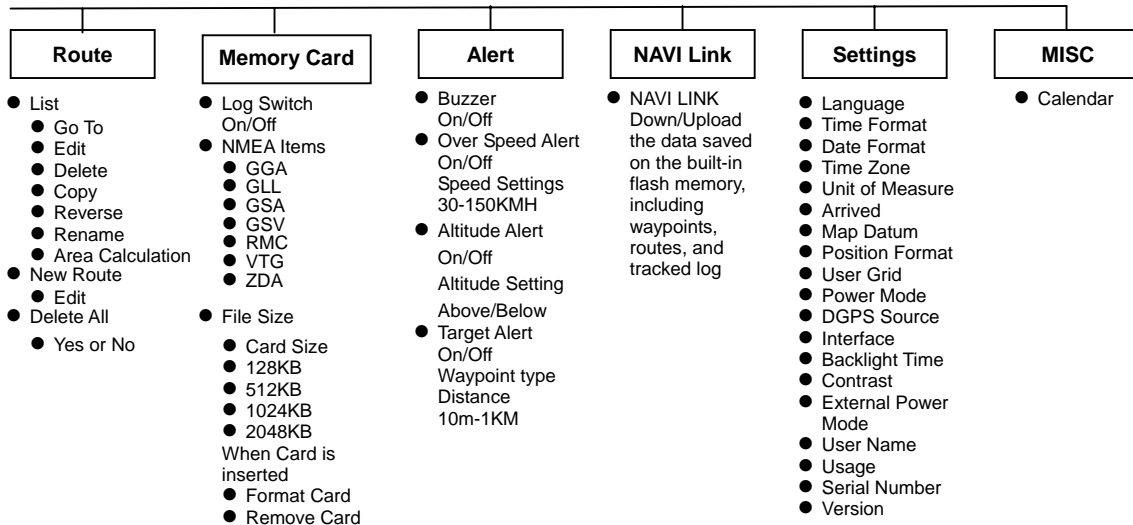 Route
● List
● Go To
● Edit
● Delete
● Copy
● Reverse
● Rename
● Area Calculation
● New Route
● Edit
● Delete All
● Yes or No
Memory Card
● Log Switch
On/Off
● NMEA Items
● GGA
● GLL
● GSA
● GSV
● RMC
● VTG
● ZDA
● File Size
● Card Size
● 128KB
● 512KB
● 1024KB
● 2048KB
When Card is
inserted
● Format Card
● Remove Card
Alert
● Buzzer
On/Off
● Over Speed Alert
On/Off
Speed Settings
30-150KMH
● Altitude Alert
On/Off
Altitude Setting
Above/Below
● Target Alert
On/Off
Waypoint type
Distance
10m-1KM
NAVI Link
● NAVI LINK
Down/Upload
the data saved
on the built-in
flash memory,
including
waypoints,
routes, and
tracked log
Settings
● Language
● Time Format
● Date Format
● Time Zone
● Unit of Measure
● Arrived
● Map Datum
● Position Format
● User Grid
● Power Mode
● DGPS Source
● Interface
● Backlight Time
● Contrast
● External Power
Mode
● User Name
● Usage
● Serial Number
● Version
MISC
● Calendar